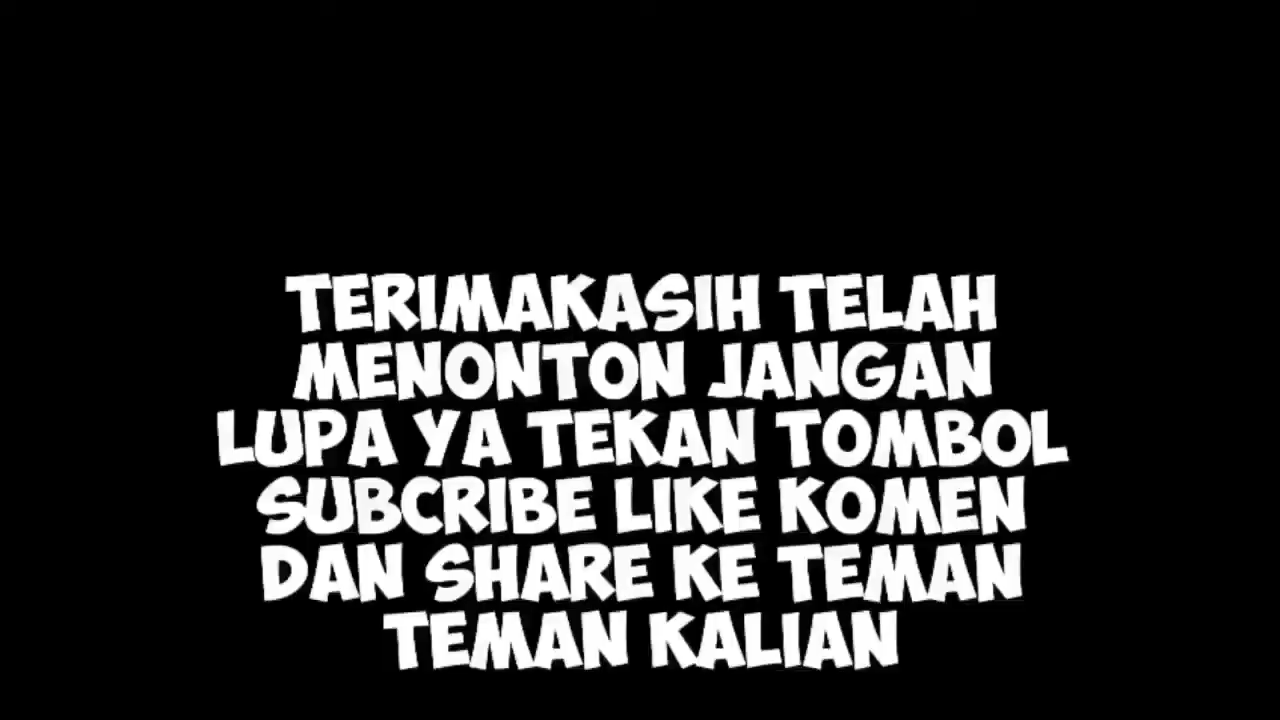 TERIMAKASIH TELAH
MENONTON JANGAN
LUPA YA TEKAN TOMBOL
SUBCRIBE LIKE KOMEN
DAN SHARE KE TEMAN
TEMAN KALIAN